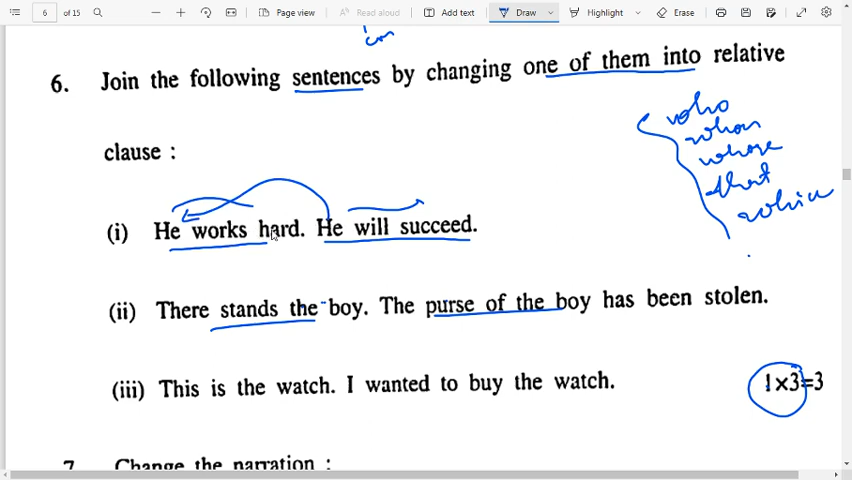 6 of 15 Page view Read aloud Add text Draw Highlight Erase
6. Join the following sentences by changing one of them into relative
clause :
who
whom
whose
that
which
(i) He works hard. He will succeed.
(ii) There stands the boy. The purse of the boy has been stolen.
(iii) This is the watch. I wanted to buy the watch.
1×3=3
7. Change the narration :